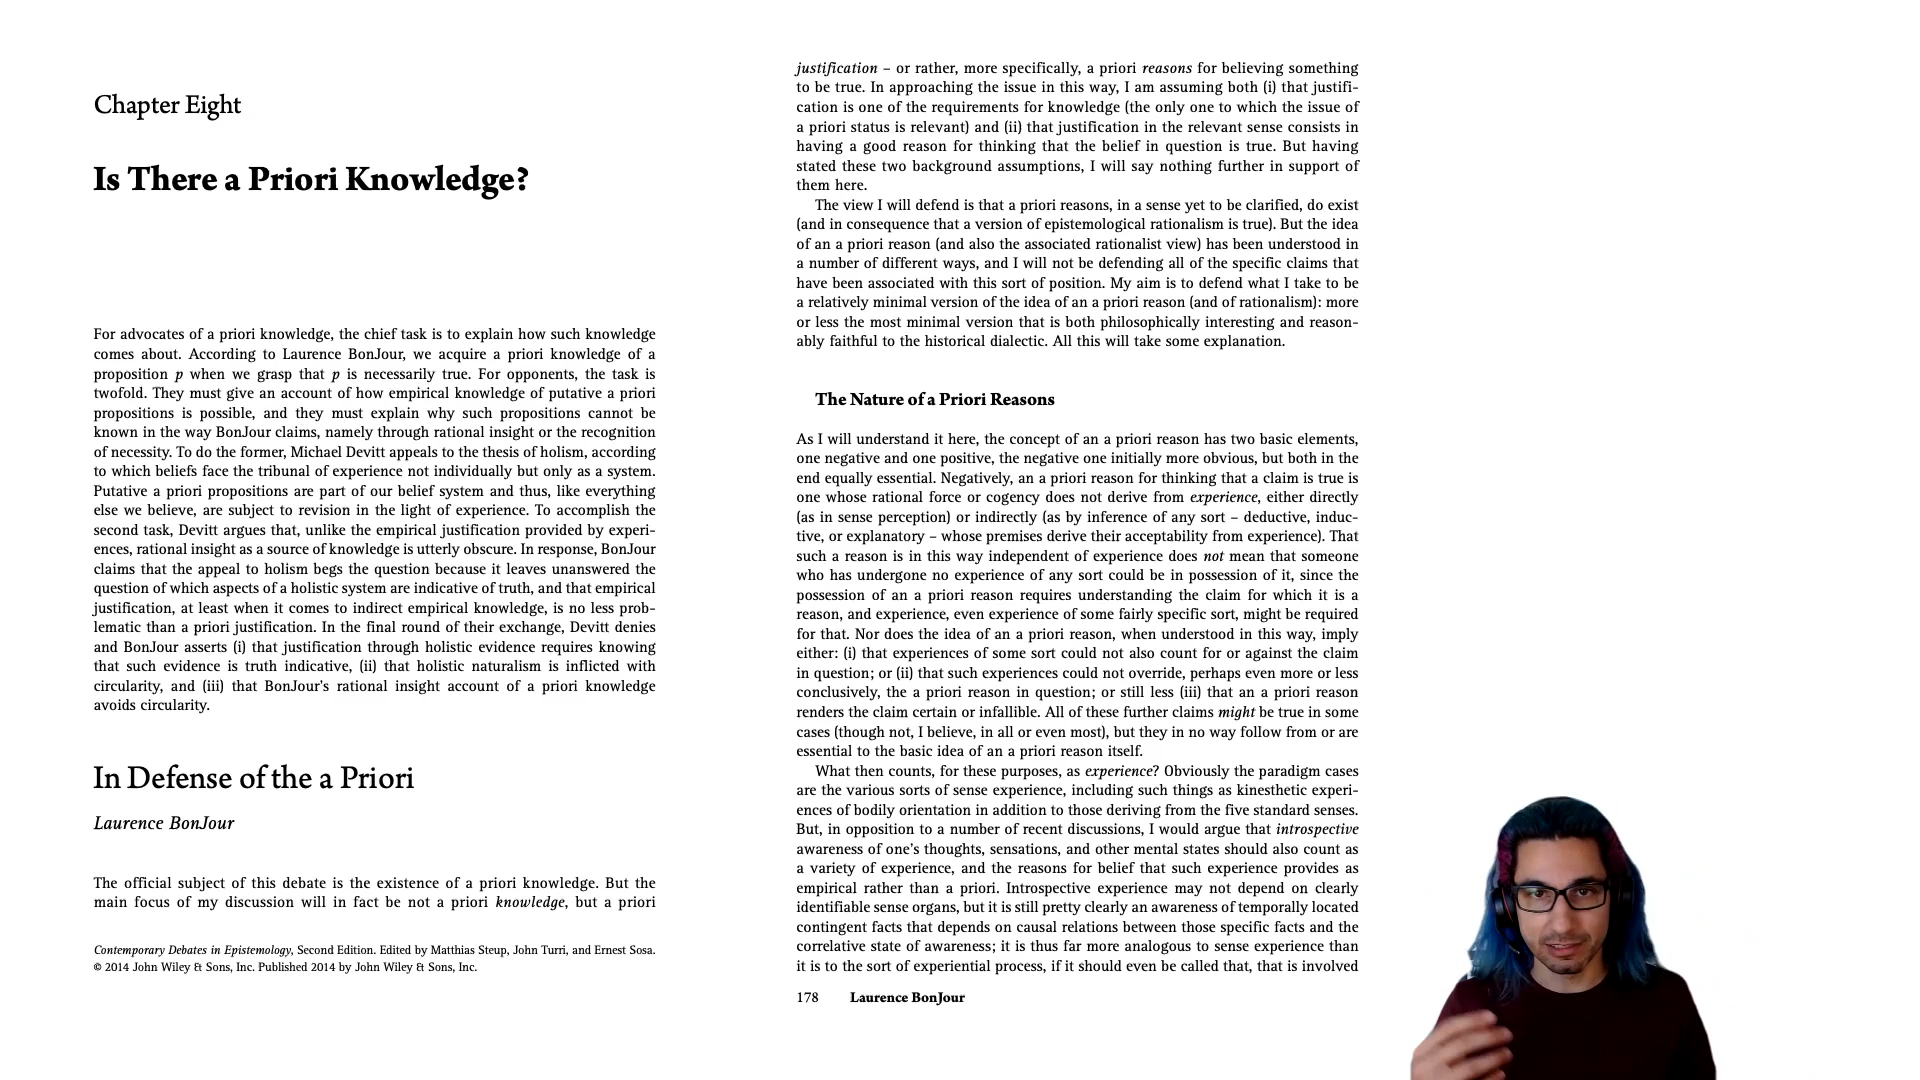 Chapter Eight
Is There a Priori Knowledge?
For advocates of a priori knowledge, the chief task is to explain how such knowledge
comes about. According to Laurence BonJour, we acquire a priori knowledge of a
proposition p when we grasp that p is necessarily true. For opponents, the task is
twofold. They must give an account of how empirical knowledge of putative a priori
propositions is possible, and they must explain why such propositions cannot be
known in the way BonJour claims, namely through rational insight or the recognition
of necessity. To do the former, Michael Devitt appeals to the thesis of holism, according
to which beliefs face the tribunal of experience not individually but only as a system.
Putative a priori propositions are part of our belief system and thus, like everything
else we believe, are subject to revision in the light of experience. To accomplish the
second task, Devitt argues that, unlike the empirical justification provided by experi-
ences, rational insight as a source of knowledge is utterly obscure. In response, BonJour
claims that the appeal to holism begs the question because it leaves unanswered the
question of which aspects of a holistic system are indicative of truth, and that empirical
justification, at least when it comes to indirect empirical knowledge, is no less prob-
lematic than a priori justification. In the final round of their exchange, Devitt denies
and BonJour asserts (i) that justification through holistic evidence requires knowing
that such evidence is truth indicative, (ii) that holistic naturalism is inflicted with
circularity, and (iii) that BonJour's rational insight account of a priori knowledge
avoids circularity.
In Defense of the a Priori
Laurence BonJour
The official subject of this debate is the existence of a priori knowledge. But the
main focus of my discussion will in fact be not a priori knowledge, but a priori
Contemporary Debates in Epistemology, Second Edition. Edited by Matthias Steup, John Turri, and Ernest Sosa.
© 2014 John Wiley & Sons, Inc. Published 2014 by John Wiley & Sons, Inc.
justification – or rather, more specifically, a priori reasons for believing something
to be true. In approaching the issue in this way, I am assuming both (i) that justifi-
cation is one of the requirements for knowledge (the only one to which the issue of
a priori status is relevant) and (ii) that justification in the relevant sense consists in
having a good reason for thinking that the belief in question is true. But having
stated these two background assumptions, I will say nothing further in support of
them here.
The view I will defend is that a priori reasons, in a sense yet to be clarified, do exist
(and in consequence that a version of epistemological rationalism is true). But the idea
of an a priori reason (and also the associated rationalist view) has been understood in
a number of different ways, and I will not be defending all of the specific claims that
have been associated with this sort of position. My aim is to defend what I take to be
a relatively minimal version of the idea of an a priori reason (and of rationalism): more
or less the most minimal version that is both philosophically interesting and reason-
ably faithful to the historical dialectic. All this will take some explanation.
The Nature of a Priori Reasons
As I will understand it here, the concept of an a priori reason has two basic elements,
one negative and one positive, the negative one initially more obvious, but both in the
end equally essential. Negatively, an a priori reason for thinking that a claim is true is
one whose rational force or cogency does not derive from experience, either directly
(as in sense perception) or indirectly (as by inference of any sort – deductive, induc-
tive, or explanatory – whose premises derive their acceptability from experience). That
such a reason is in this way independent of experience does not mean that someone
who has undergone no experience of any sort could be in possession of it, since the
possession of an a priori reason requires understanding the claim for which it is a
reason, and experience, even experience of some fairly specific sort, might be required
for that. Nor does the idea of an a priori reason, when understood in this way, imply
either: (i) that experiences of some sort could not also count for or against the claim
in question; or (ii) that such experiences could not override, perhaps even more or less
conclusively, the a priori reason in question; or still less (iii) that an a priori reason
renders the claim certain or infallible. All of these further claims might be true in some
cases (though not, I believe, in all or even most), but they in no way follow from or are
essential to the basic idea of an a priori reason itself.
What then counts, for these purposes, as experience? Obviously the paradigm cases
are the various sorts of sense experience, including such things as kinesthetic experi-
ences of bodily orientation in addition to those deriving from the five standard senses.
But, in opposition to a number of recent discussions, I would argue that introspective
awareness of one's thoughts, sensations, and other mental states should also count as
a variety of experience, and the reasons for belief that such experience provides as
empirical rather than a priori. Introspective experience may not depend on clearly
identifiable sense organs, but it is still pretty clearly an awareness of temporally located
contingent facts that depends on causal relations between those specific facts and the
correlative state of awareness; it is thus far more analogous to sense experience than
it is to the sort of experiential process, if it should even be called that, that is involved
178 Laurence BonJour